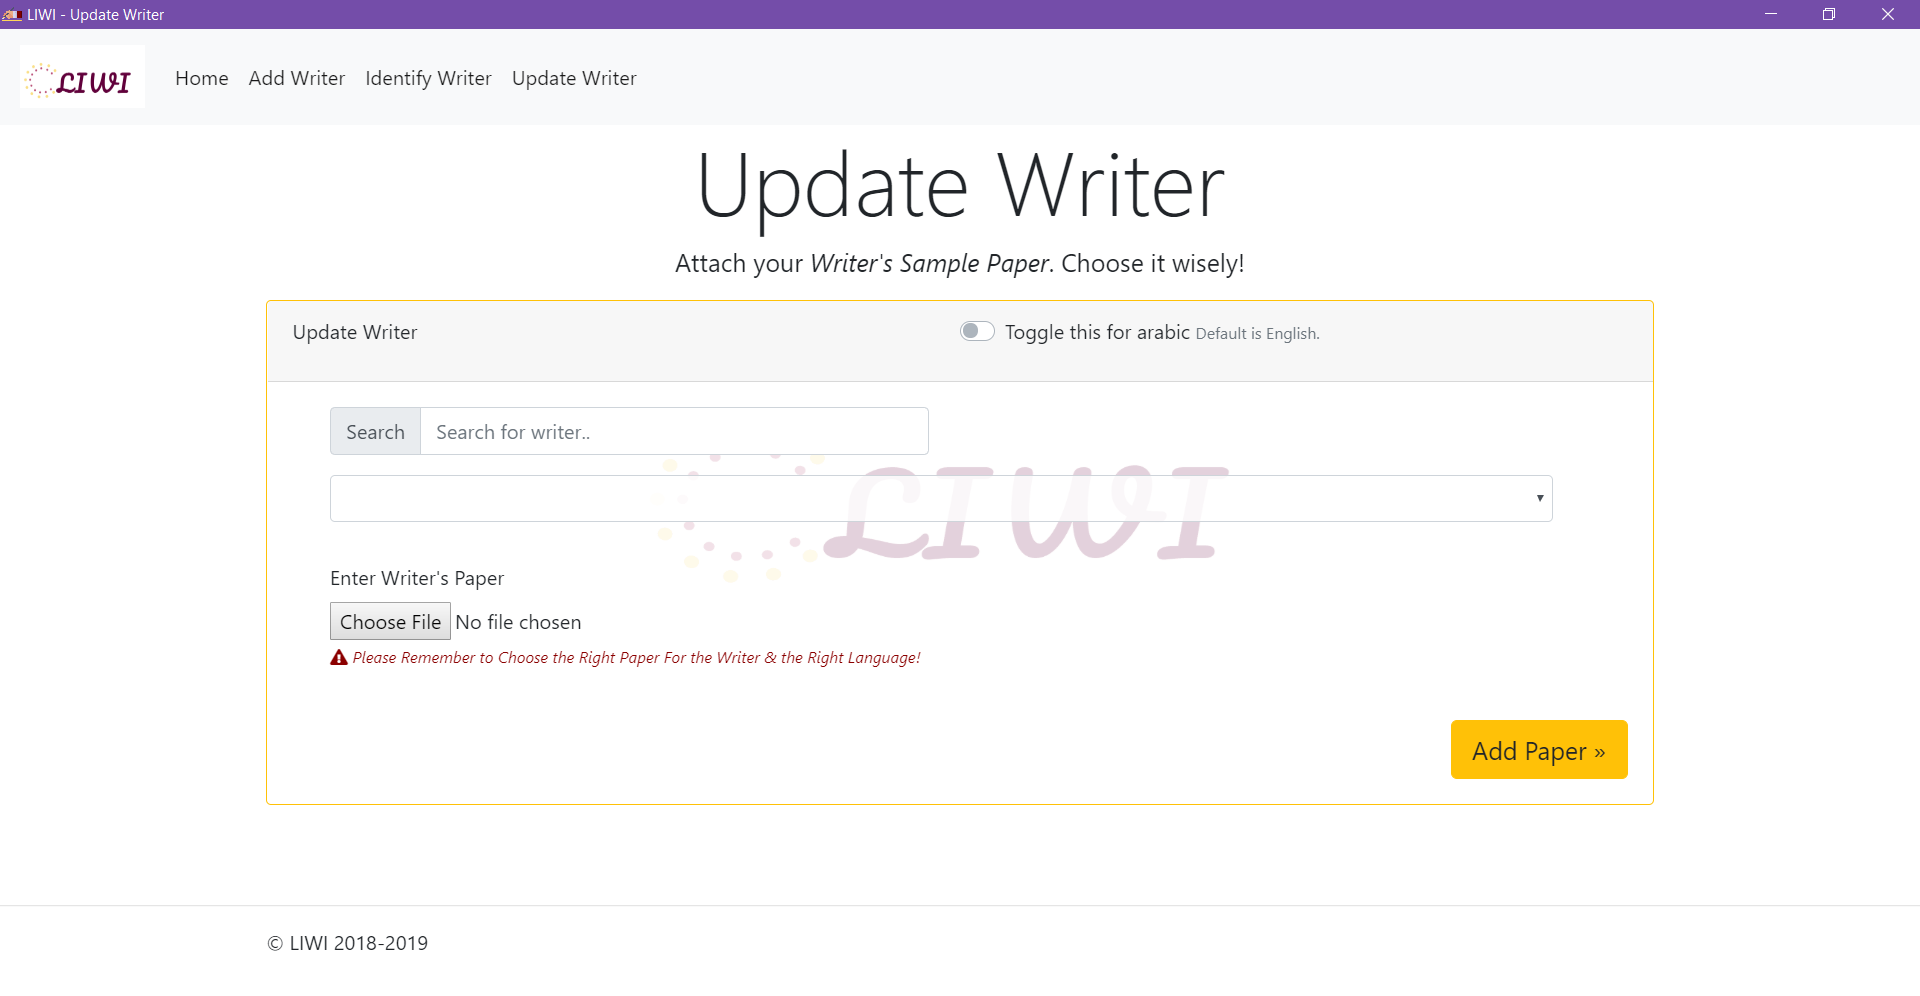 LIWI - Update Writer
LIWI
Home Add Writer Identify Writer Update Writer
Update Writer
Attach your Writer's Sample Paper. Choose it wisely!
Update Writer
Toggle this for arabic Default is English.
Search Search for writer..
LIWI
Enter Writer's Paper
Choose File No file chosen
Please Remember to Choose the Right Paper For the Writer & the Right Language!
Add Paper »
© LIWI 2018-2019